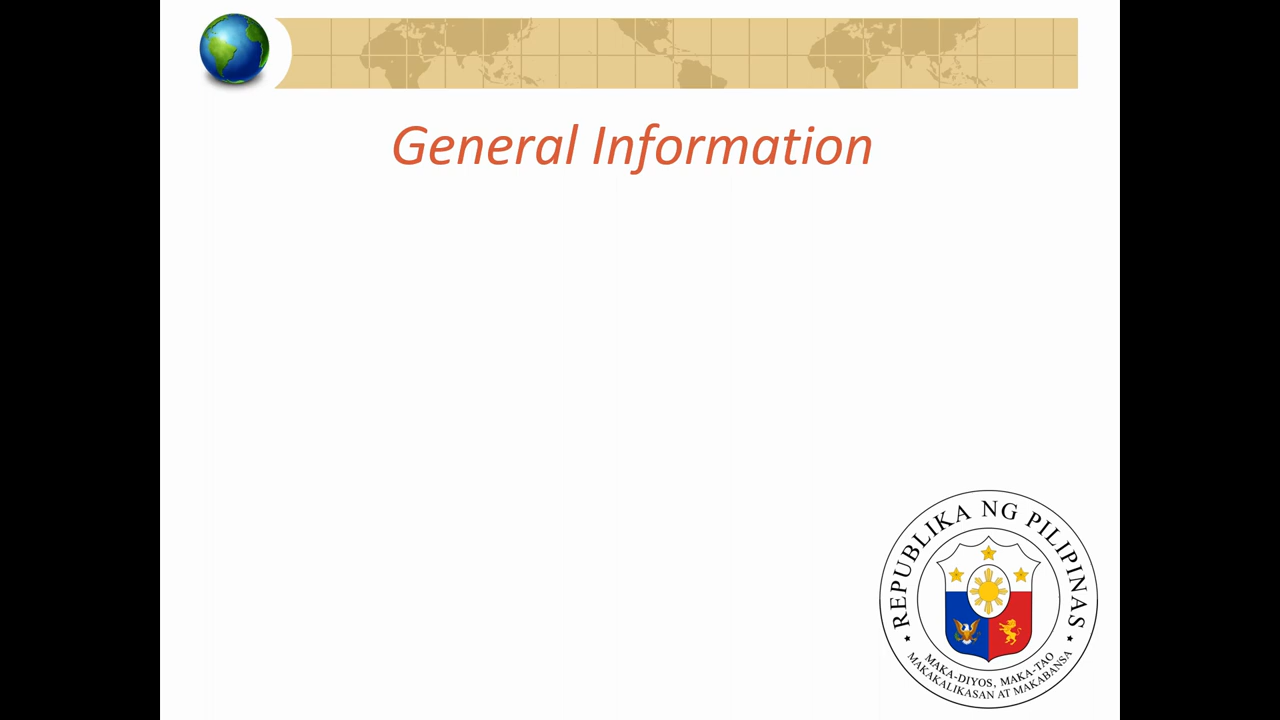 General Information
REPUBLIKA NG PILIPINAS
MAKA-DIYOS, MAKA-TAO
MAKAKALIKASAN AT MAKABANSA